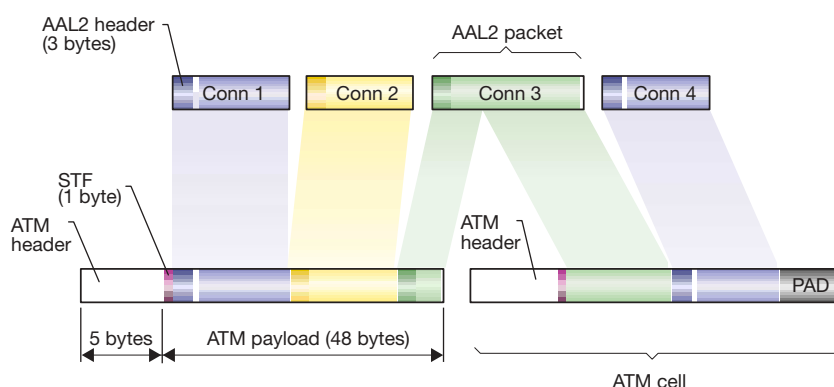 AAL2 header
(3 bytes)
AAL2 packet
Conn 1
Conn 2
Conn 3
Conn 4
STF
(1 byte)
ATM
header
ATM
header
PAD
5 bytes
ATM payload (48 bytes)
ATM cell